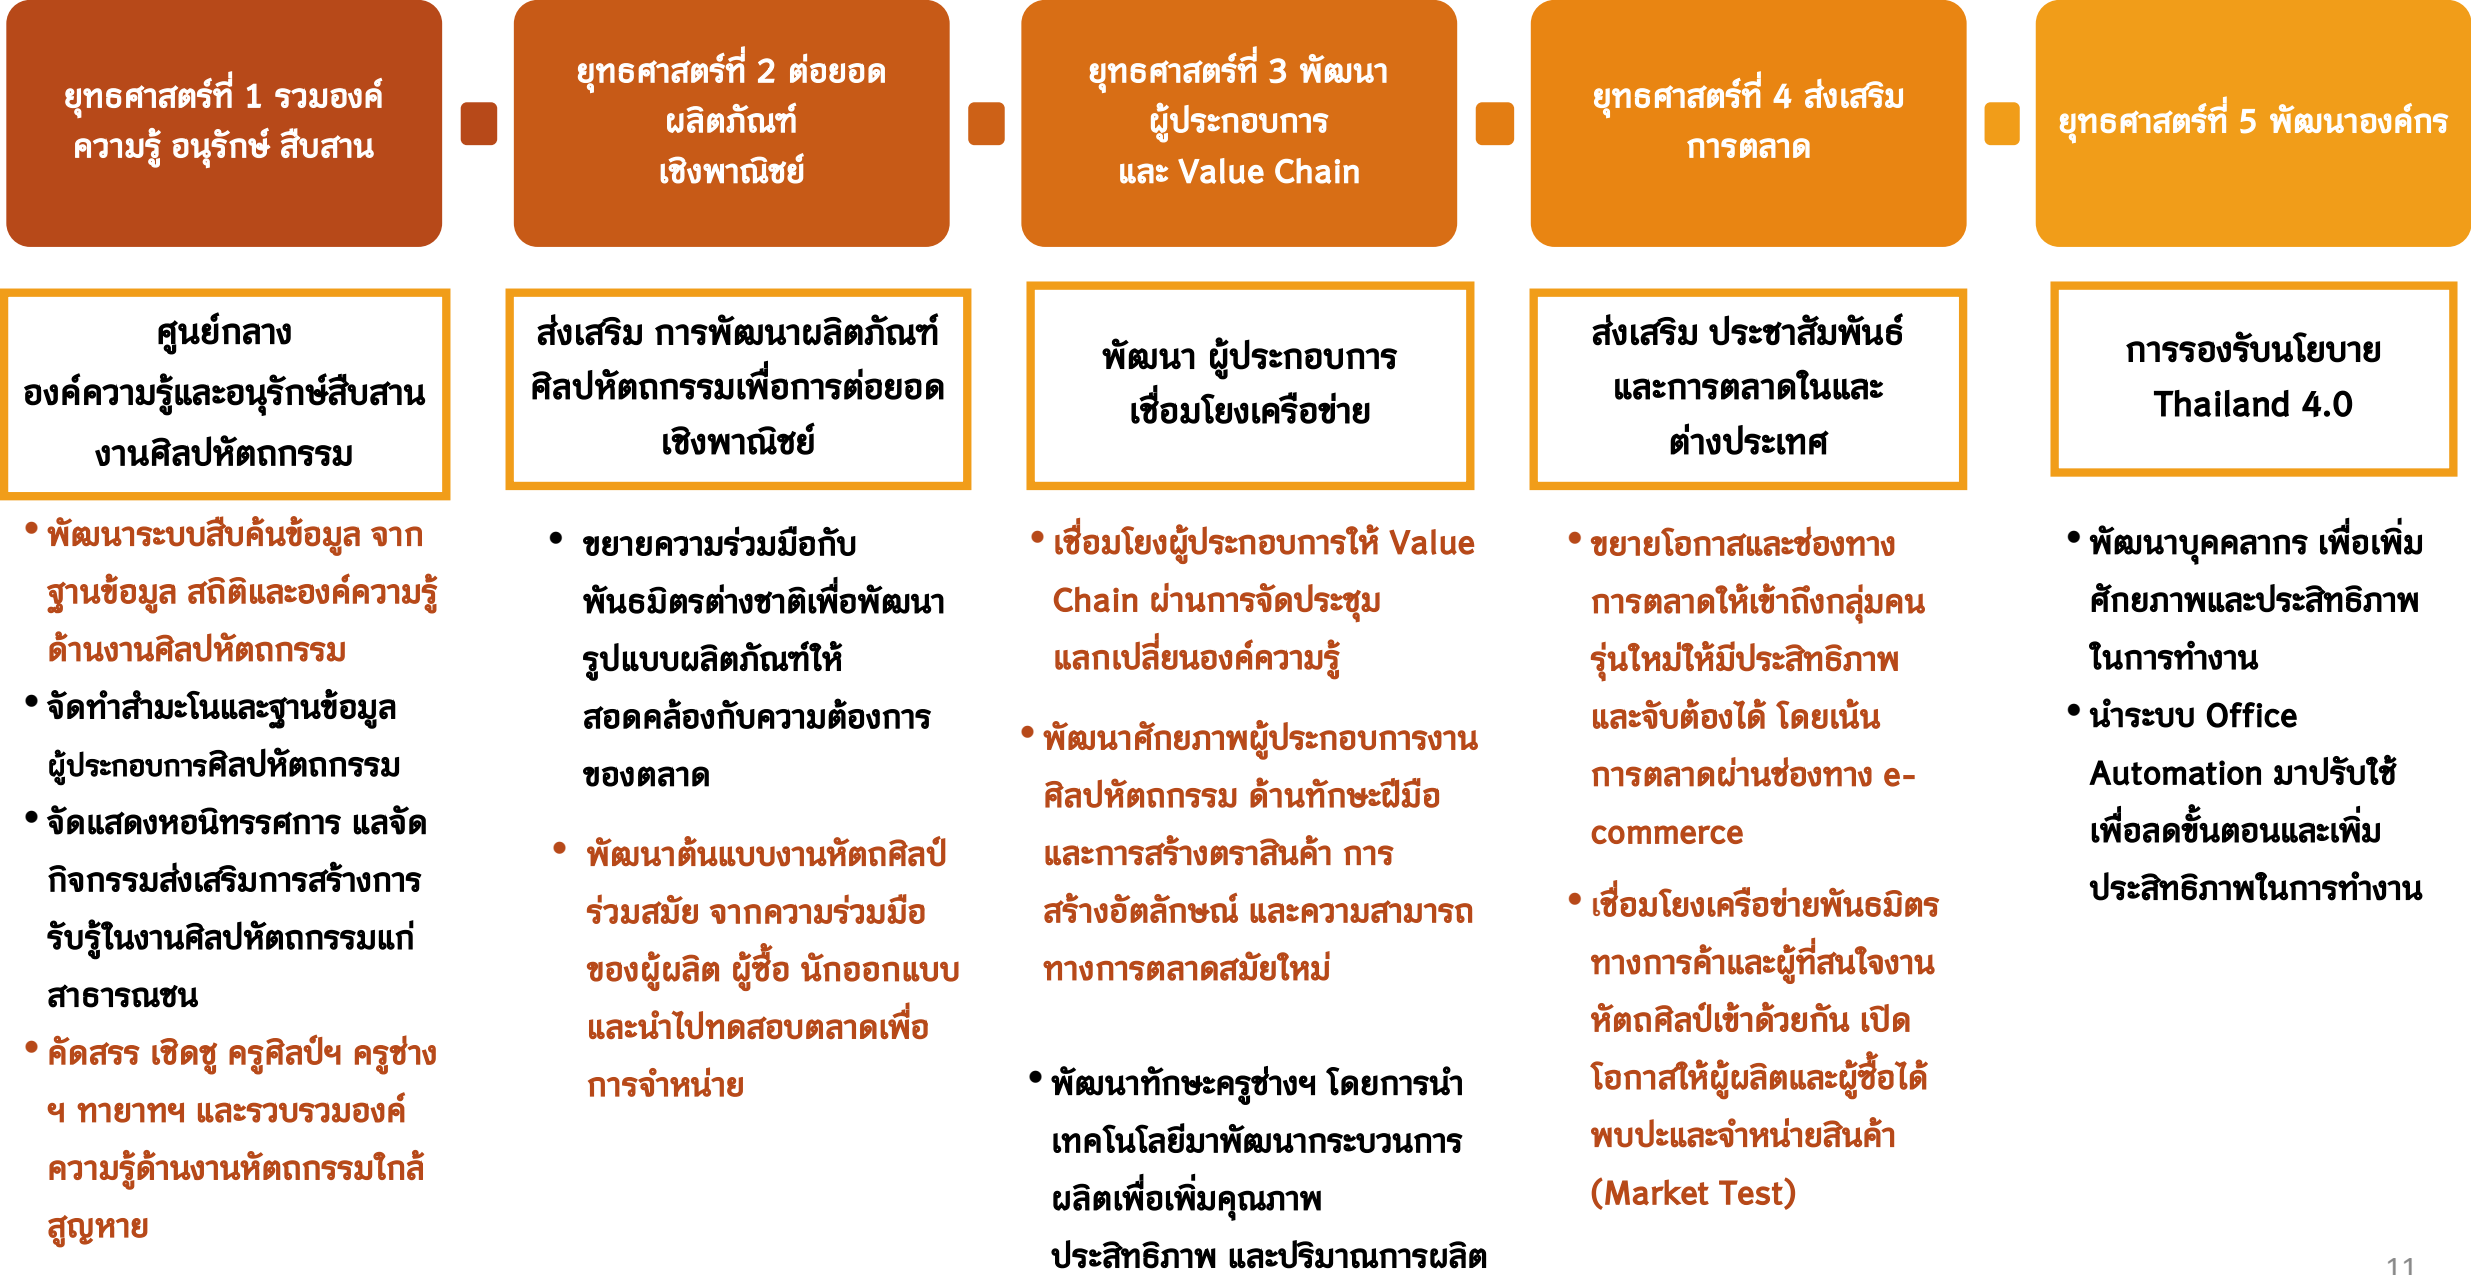 ยุทธศาสตร์ที่ 1 รวมองค์
ความรู้ อนุรักษ์ สืบสาน
ยุทธศาสตร์ที่ 2 ต่อยอด
ผลิตภัณฑ์
เชิงพาณิชย์
ยุทธศาสตร์ที่ 3 พัฒนา
ผู้ประกอบการ
และ Value Chain
ยุทธศาสตร์ที่ 4 ส่งเสริม
การตลาด
ยุทธศาสตร์ที่ 5 พัฒนาองค์กร
ศูนย์กลาง
องค์ความรู้และอนุรักษ์สืบสาน
งานศิลปหัตถกรรม
ส่งเสริม การพัฒนาผลิตภัณฑ์
ศิลปหัตถกรรมเพื่อการต่อยอด
เชิงพาณิชย์
พัฒนา ผู้ประกอบการ
เชื่อมโยงเครือข่าย
ส่งเสริม ประชาสัมพันธ์
และการตลาดในและ
ต่างประเทศ
การรองรับนโยบาย
Thailand 4.0
• พัฒนาระบบสืบค้นข้อมูล จาก
ฐานข้อมูล สถิติและองค์ความรู้
ด้านงานศิลปหัตถกรรม
• จัดทำสำมะโนและฐานข้อมูล
ผู้ประกอบการศิลปหัตถกรรม
• จัดแสดงหอนิทรรศการ แลจัด
กิจกรรมส่งเสริมการสร้างการ
รับรู้ในงานศิลปหัตถกรรมแก่
สาธารณชน
• คัดสรร เชิดชู ครูศิลป์ฯ ครูช่าง
ฯ ทายาทฯ และรวบรวมองค์
ความรู้ด้านงานหัตถกรรมใกล้
สูญหาย
• ขยายความร่วมมือกับ
พันธมิตรต่างชาติเพื่อพัฒนา
รูปแบบผลิตภัณฑ์ให้
สอดคล้องกับความต้องการ
ของตลาด
• พัฒนาต้นแบบงานหัตถศิลป์
ร่วมสมัย จากความร่วมมือ
ของผู้ผลิต ผู้ซื้อ นักออกแบบ
และนำไปทดสอบตลาดเพื่อ
การจำหน่าย
• เชื่อมโยงผู้ประกอบการให้ Value
Chain ผ่านการจัดประชุม
แลกเปลี่ยนองค์ความรู้
• พัฒนาศักยภาพผู้ประกอบการงาน
ศิลปหัตถกรรม ด้านทักษะฝีมือ
และการสร้างตราสินค้า การ
สร้างอัตลักษณ์ และความสามารถ
ทางการตลาดสมัยใหม่
• พัฒนาทักษะครูช่างฯ โดยการนำ
เทคโนโลยีมาพัฒนากระบวนการ
ผลิตเพื่อเพิ่มคุณภาพ
ประสิทธิภาพ และปริมาณการผลิต
• ขยายโอกาสและช่องทาง
การตลาดให้เข้าถึงกลุ่มคน
รุ่นใหม่ให้มีประสิทธิภาพ
และจับต้องได้ โดยเน้น
การตลาดผ่านช่องทาง e-
commerce
• เชื่อมโยงเครือข่ายพันธมิตร
ทางการค้าและผู้ที่สนใจงาน
หัตถศิลป์เข้าด้วยกัน เปิด
โอกาสให้ผู้ผลิตและผู้ซื้อได้
พบปะและจำหน่ายสินค้า
(Market Test)
• พัฒนาบุคคลากร เพื่อเพิ่ม
ศักยภาพและประสิทธิภาพ
ในการทำงาน
• นำระบบ Office
Automation มาปรับใช้
เพื่อลดขั้นตอนและเพิ่ม
ประสิทธิภาพในการทำงาน
11